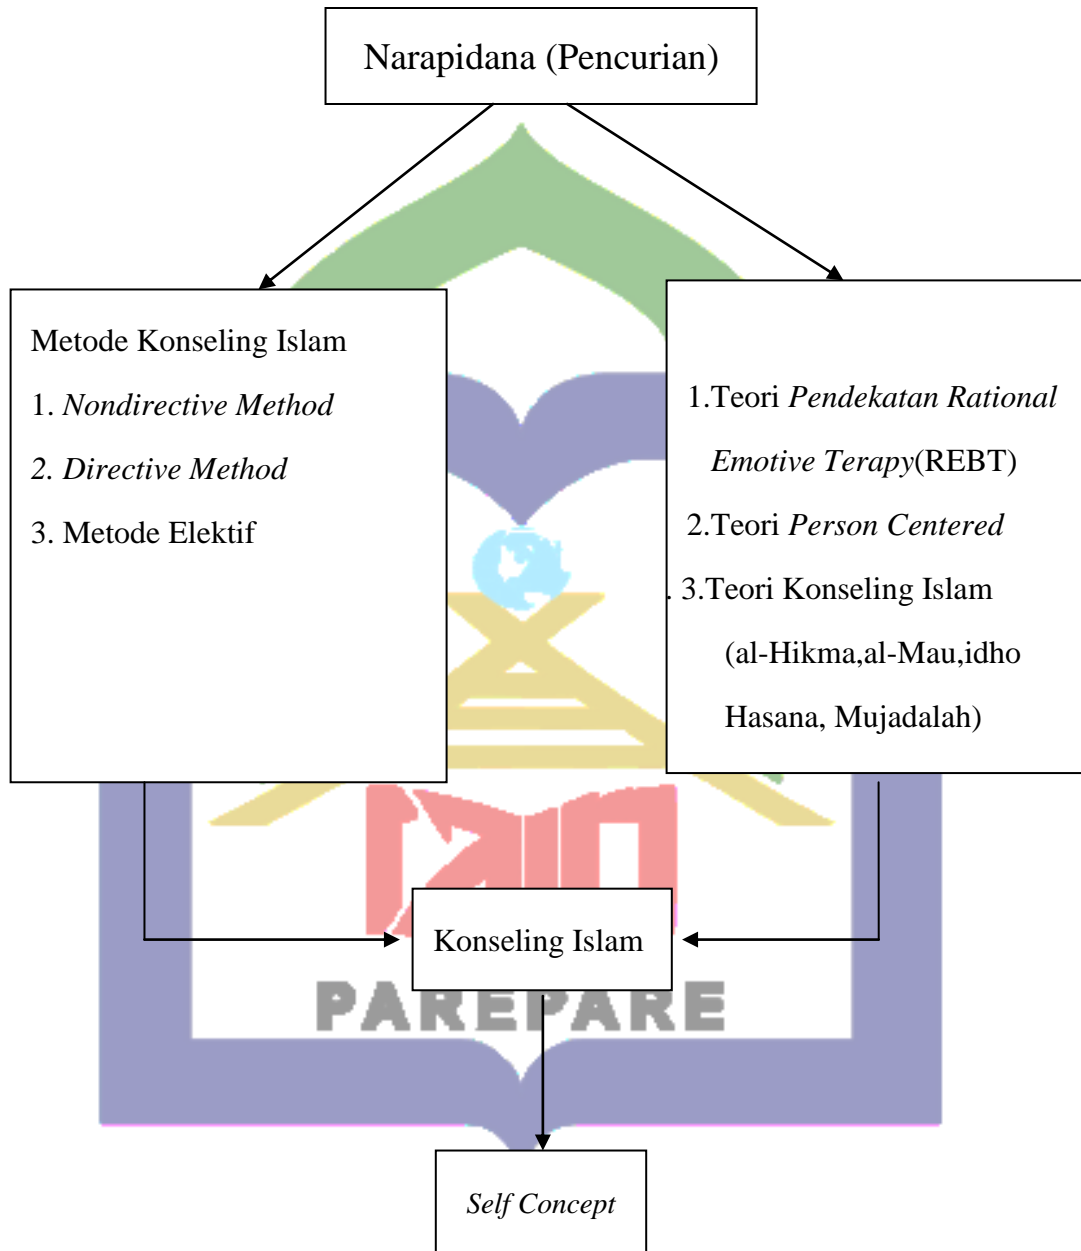 Narapidana (Pencurian)
Metode Konseling Islam
1. Nondirective Method
2. Directive Method
3. Metode Elektif
1.Teori Pendekatan Rational
Emotive Terapy(REBT)
2.Teori Person Centered
. 3.Teori Konseling Islam
(al-Hikma,al-Mau,idho
Hasana, Mujadalah)
Konseling Islam
PAREPARE
Self Concept